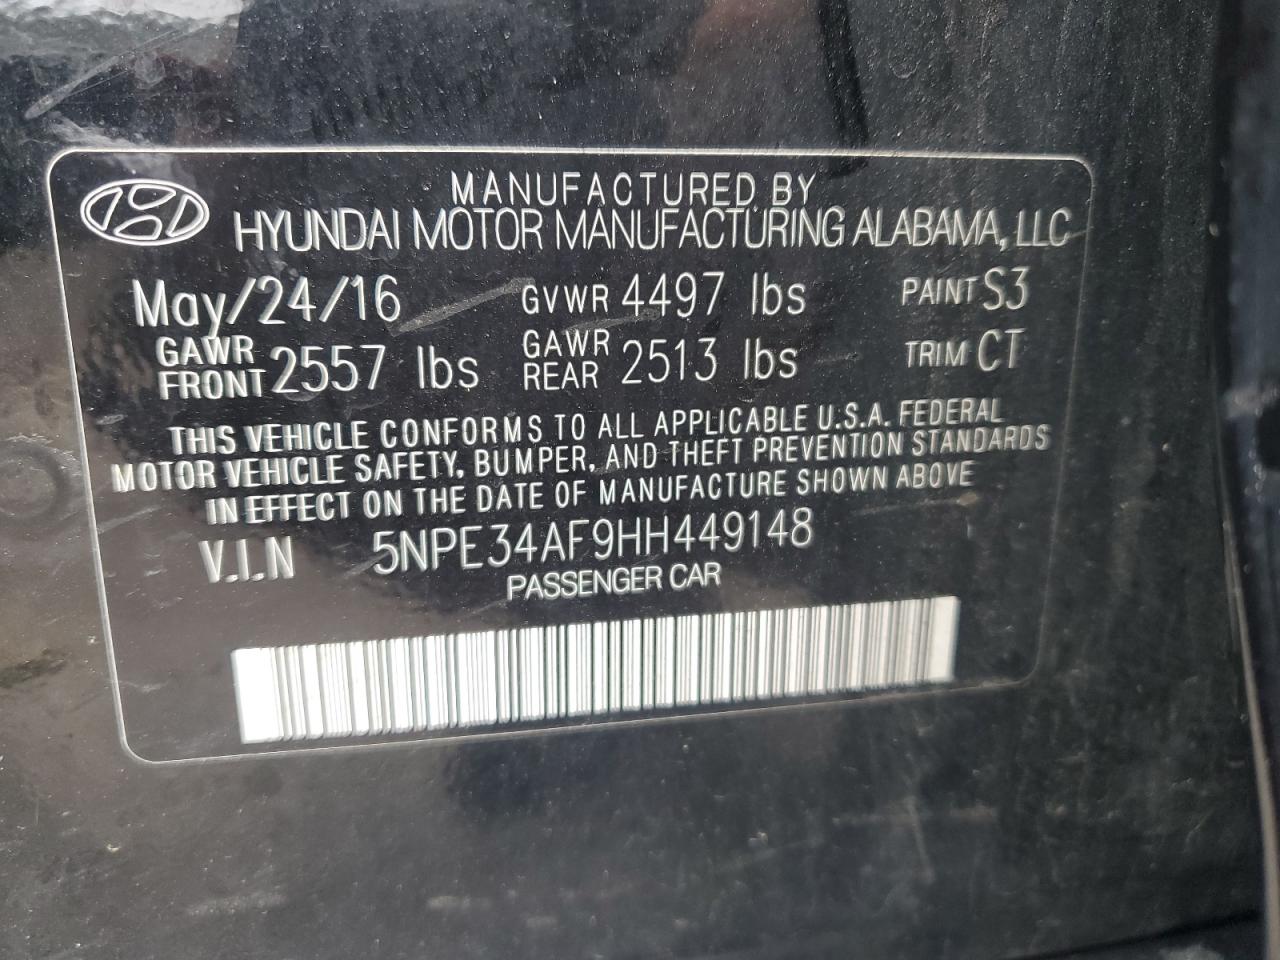 MANUFACTURED BY
HYUNDAI MOTOR MANUFACTURING ALABAMA, LLC
May/24/16 GVWR 4497 lbs PAINT S3
GAWR FRONT 2557 lbs GAWR REAR 2513 lbs TRIM CT
THIS VEHICLE CONFORMS TO ALL APPLICABLE U.S.A. FEDERAL
MOTOR VEHICLE SAFETY, BUMPER, AND THEFT PREVENTION STANDARDS
IN EFFECT ON THE DATE OF MANUFACTURE SHOWN ABOVE
V.I.N 5NPE34AF9HH449148
PASSENGER CAR